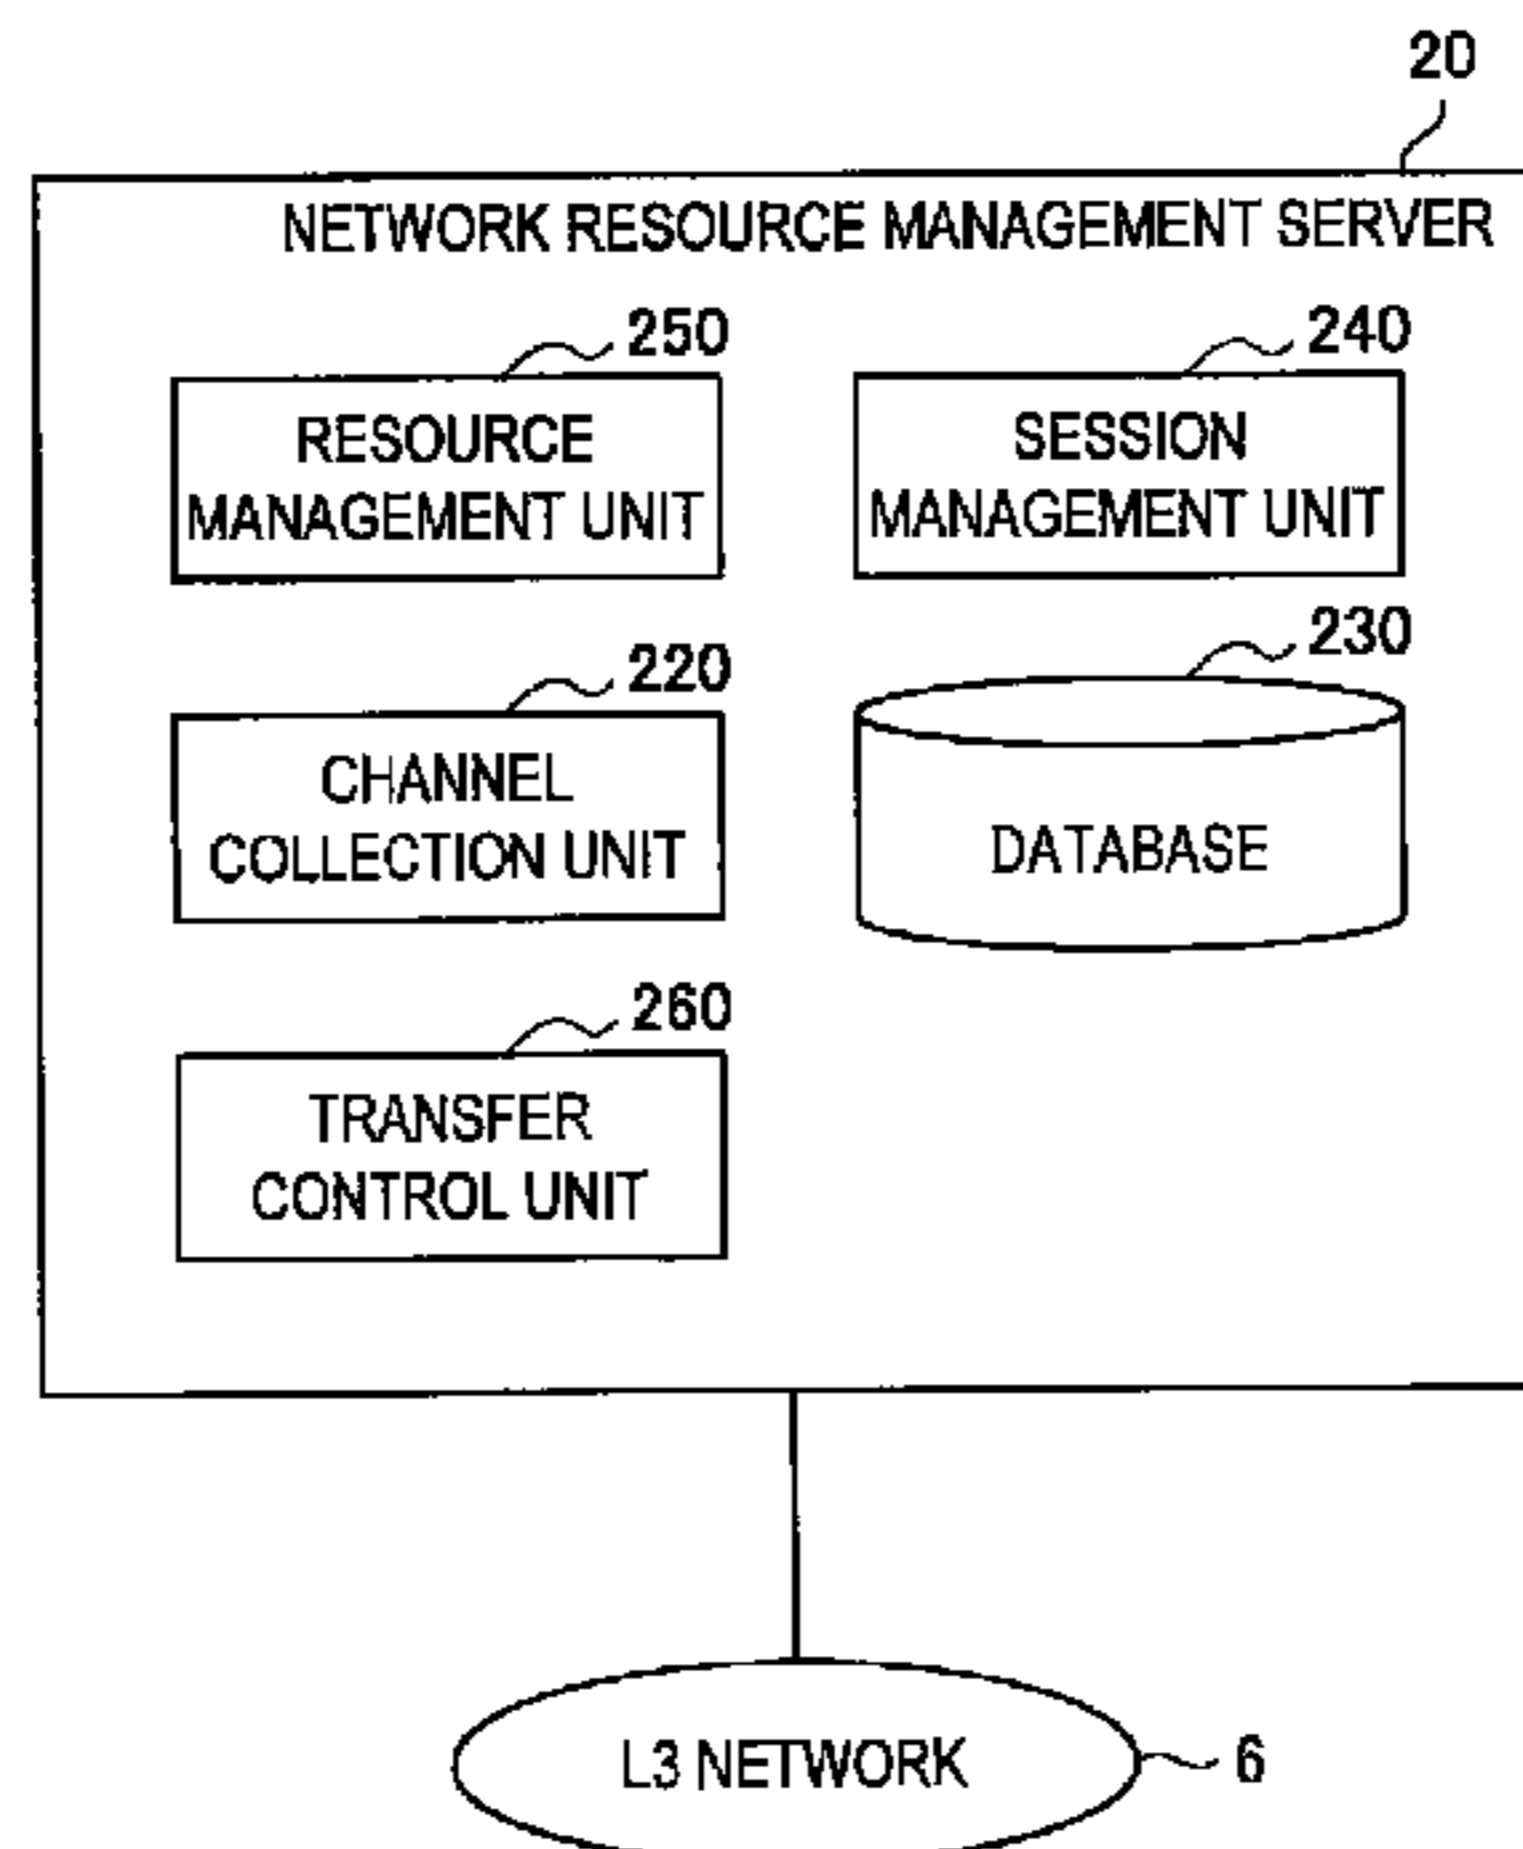 20
NETWORK RESOURCE MANAGEMENT SERVER
250
RESOURCE
MANAGEMENT UNIT
240
SESSION
MANAGEMENT UNIT
220
CHANNEL
COLLECTION UNIT
230
DATABASE
260
TRANSFER
CONTROL UNIT
L3 NETWORK
6